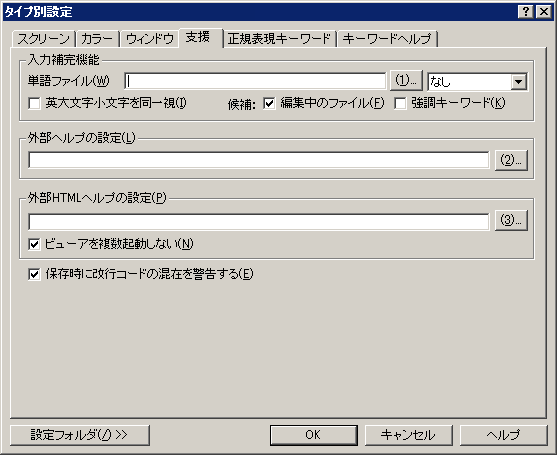 タイプ別設定
スクリーン カラー ウィンドウ 支援 正規表現キーワード キーワードヘルプ
入力補完機能
単語ファイル(W) (1)... なし
英大文字小文字を同一視(I) 候補: 編集中のファイル(F) 強調キーワード(K)
外部ヘルプの設定(L)
(2)...
外部HTMLヘルプの設定(P)
(3)...
ビューアを複数起動しない(N)
保存時に改行コードの混在を警告する(E)
設定フォルダ(/) >> OK キャンセル ヘルプ